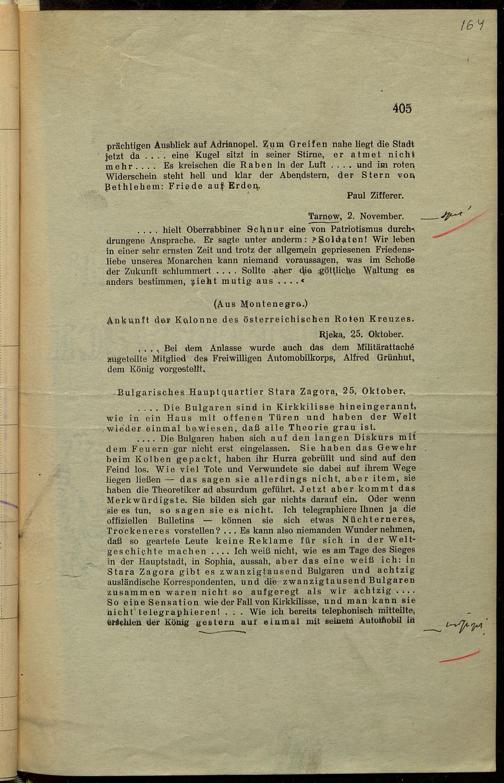 164
405
prächtigen Ausblick auf Adrianopel. Zum Greifen nahe liegt die Stadt
jetzt da .... eine Kugel sitzt in seiner Stirne, er atmet nicht
mehr.... Es kreischen die Raben in der Luft .... und im roten
Widerschein steht hell und klar der Abendstern, der Stern von
Bethlehem: Friede auf Erden.
Paul Zifferer.
Tarnow, 2. November.
.... hielt Oberrabbiner Schnur eine von Patriotismus durch-
drungene Ansprache. Er sagte unter anderm: »Soldaten! Wir leben
in einer sehr ernsten Zeit und trotz der allgemein gepriesenen Friedens-
liebe unseres Monarchen kann niemand voraussagen, was im Schoße
der Zukunft schlummert .... Sollte aber die göttliche Waltung es
anders bestimmen, zieht mutig aus ....«
(Aus Montenegro.)
Ankunft der Kolonne des österreichischen Roten Kreuzes.
Rjeka, 25. Oktober.
.... Bei dem Anlasse wurde auch das dem Militärattaché
zugeteilte Mitglied des Freiwilligen Automobilkorps, Alfred Grünhut,
dem König vorgestellt.
Bulgarisches Hauptquartier Stara Zagora, 25. Oktober.
.... Die Bulgaren sind in Kirkkilisse hineingerannt,
wie in ein Haus mit offenen Türen und haben der Welt
wieder einmal bewiesen, daß alle Theorie grau ist.
.... Die Bulgaren haben sich auf den langen Diskurs mit
dem Feuern gar nicht erst eingelassen. Sie haben das Gewehr
beim Kolben gepackt, haben ihr Hurra gebrüllt und sind auf den
Feind los. Wie viel Tote und Verwundete sie dabei auf ihrem Wege
liegen ließen — das sagen sie allerdings nicht, aber item, sie
haben die Theoretiker ad absurdum geführt. Jetzt aber kommt das
Merkwürdigste. Sie bilden sich gar nichts darauf ein. Oder wenn
sie es tun, so sagen sie es nicht. Ich telegraphiere Ihnen ja die
offiziellen Bulletins — können sie sich etwas Nüchterneres,
Trockeneres vorstellen? ... Es kann also niemanden Wunder nehmen,
daß so geartete Leute keine Reklame für sich in der Welt-
geschichte machen .... Ich weiß nicht, wie es am Tage des Sieges
in der Hauptstadt, in Sophia, aussah, aber das eine weiß ich: in
Stara Zagora gibt es zwanzigtausend Bulgaren und achtzig
ausländische Korrespondenten, und die zwanzigtausend Bulgaren
zusammen waren nicht so aufgeregt als wir achtzig ....
So eine Sensation wie der Fall von Kirkkilisse, und man kann sie
nicht telegraphieren! ... Wie ich bereits telephonisch mitteilte,
erschien der König gestern auf einmal mit seinem Automobil in